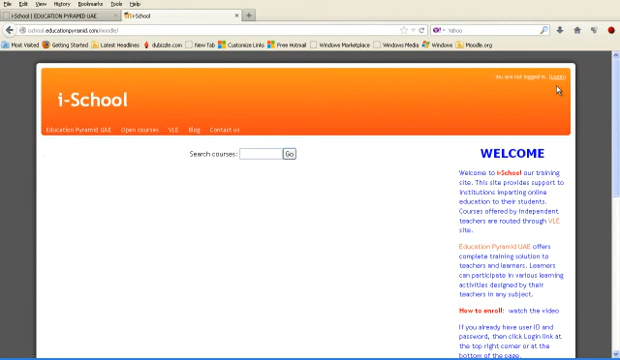 File Edit View History Bookmarks Tools Help
i-School | EDUCATION PYRAMID UAE
i-School
ischool.educationpyramid.com/moodle/
Yahoo
Most Visited Getting Started Latest Headlines dubizzle.com New Tab Customize Links Free Hotmail Windows Marketplace Windows Media Windows Moodle.org
You are not logged in. (Login)
i-School
Education Pyramid UAE Open courses VLE Blog Contact us
Search courses: Go
WELCOME
Welcome to i-School our training
site. This site provides support to
institutions imparting online
education to their students.
Courses offered by independent
teachers are routed through VLE
site.
Education Pyramid UAE offers
complete training solution to
teachers and learners. Learners
can participate in various learning
activities designed by their
teachers in any subject.
How to enroll: watch the video
If you already have user ID and
password, then click Login link at
the top right corner or at the
bottom of the page.